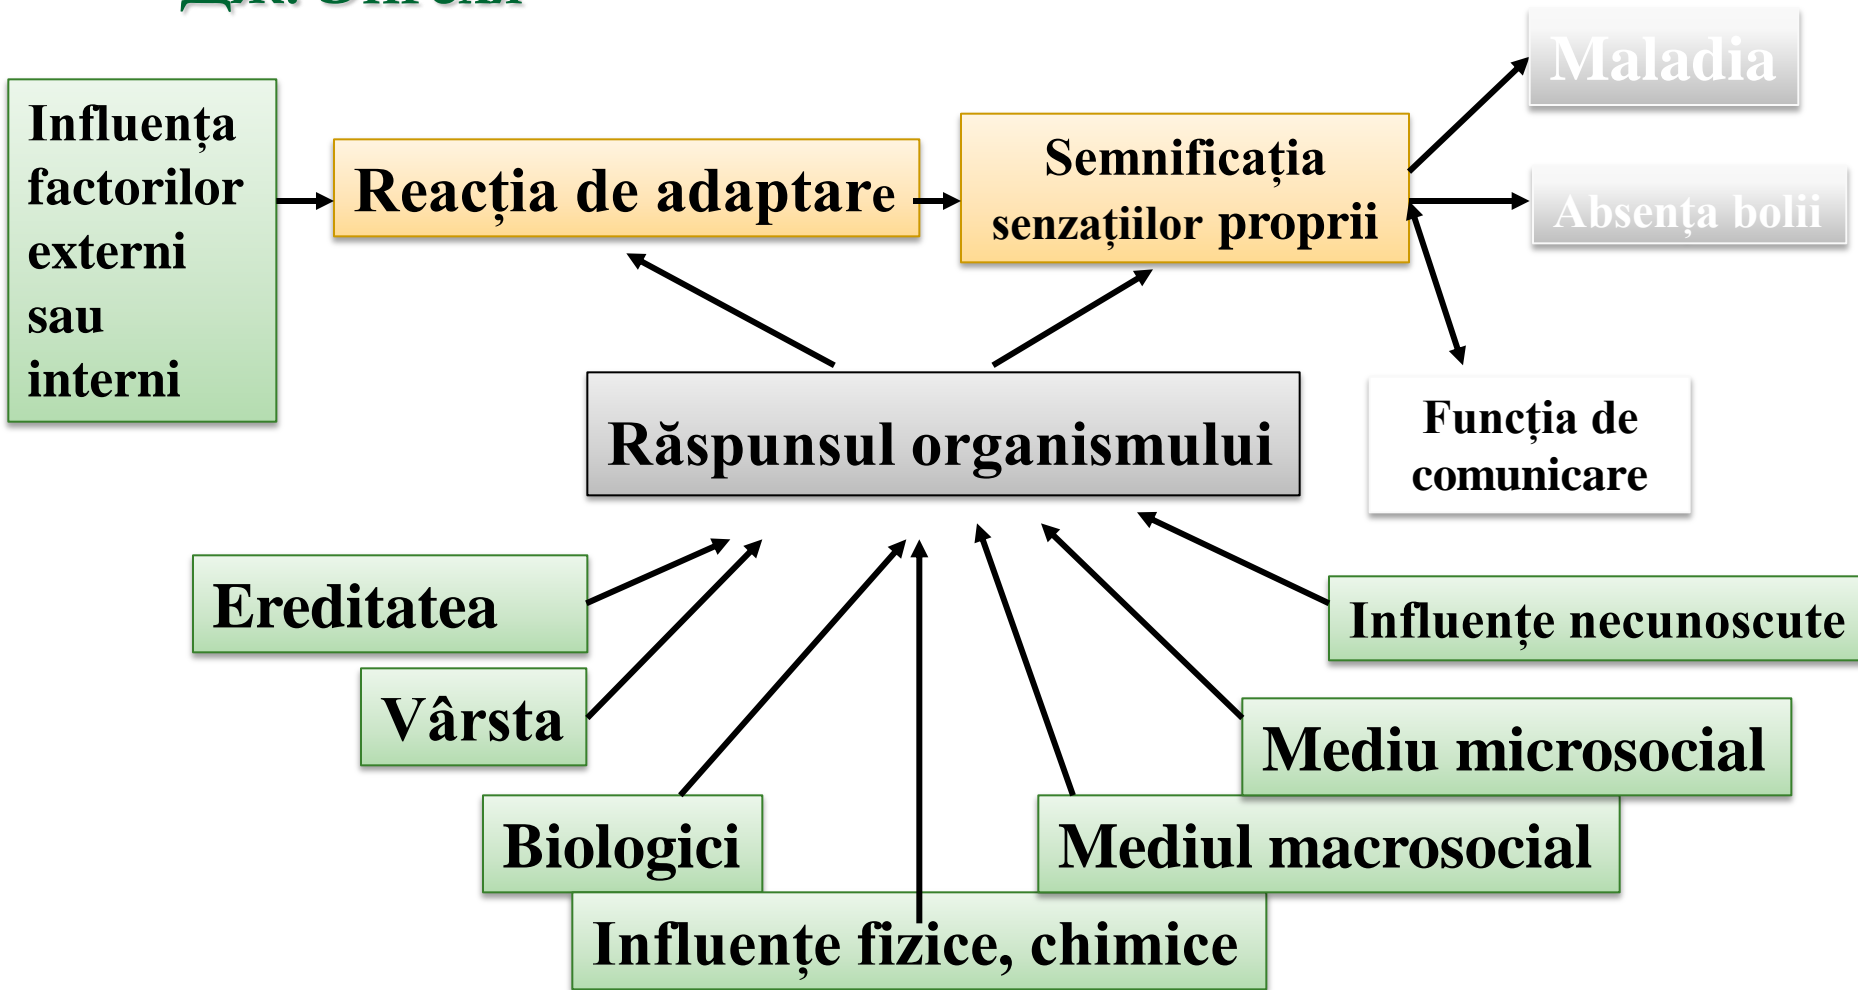 Maladia
Influența
factorilor
externi
sau
interni
Reacția de adaptare
Semnificația
senzațiilor proprii
Absența bolii
Răspunsul organismului
Funcția de
comunicare
Ereditatea
Influențe necunoscute
Vârsta
Mediu microsocial
Biologici
Mediul macrosocial
Influențe fizice, chimice